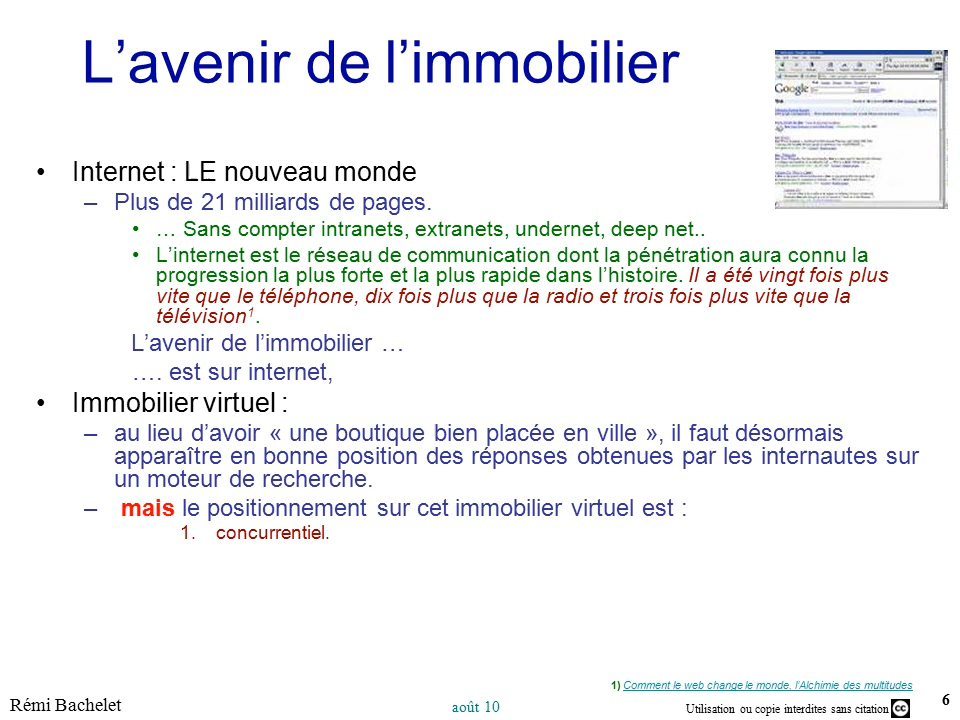 L’avenir de l’immobilier
Google
• Internet : LE nouveau monde
– Plus de 21 milliards de pages.
• … Sans compter intranets, extranets, undernet, deep net..
• L’internet est le réseau de communication dont la pénétration aura connu la
progression la plus forte et la plus rapide dans l’histoire. Il a été vingt fois plus
vite que le téléphone, dix fois plus que la radio et trois fois plus vite que la
télévision¹.
L’avenir de l’immobilier …
…. est sur internet,
• Immobilier virtuel :
– au lieu d’avoir « une boutique bien placée en ville », il faut désormais
apparaître en bonne position des réponses obtenues par les internautes sur
un moteur de recherche.
– mais le positionnement sur cet immobilier virtuel est :
1. concurrentiel.
1) Comment le web change le monde, l’Alchimie des multitudes
Rémi Bachelet
août 10
Utilisation ou copie interdites sans citation
cc
6